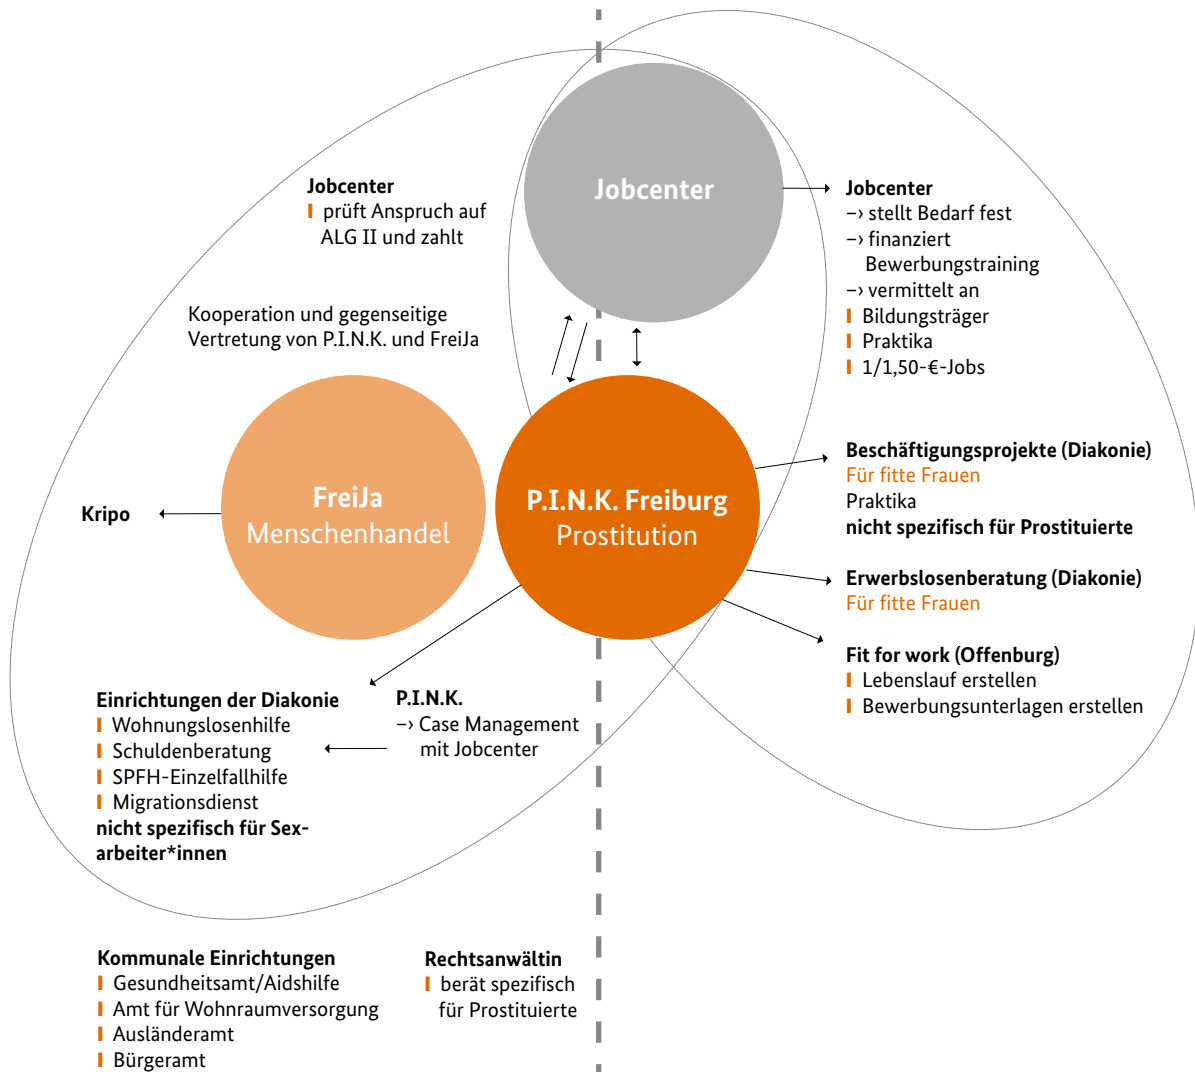 Jobcenter
Jobcenter
prüft Anspruch auf
ALG II und zahlt
Jobcenter
–› stellt Bedarf fest
–› finanziert
Bewerbungstraining
–› vermittelt an
Bildungsträger
Praktika
1/1,50-€-Jobs
Kooperation und gegenseitige
Vertretung von P.I.N.K. und FreiJa
FreiJa
Menschenhandel
P.I.N.K. Freiburg
Prostitution
Kripo
Beschäftigungsprojekte (Diakonie)
Für fitte Frauen
Praktika
nicht spezifisch für Prostituierte
Erwerbslosenberatung (Diakonie)
Für fitte Frauen
Fit for work (Offenburg)
Lebenslauf erstellen
Bewerbungsunterlagen erstellen
Einrichtungen der Diakonie
Wohnungslosenhilfe
Schuldenberatung
SPFH-Einzelfallhilfe
Migrationsdienst
nicht spezifisch für Sex-
arbeiter*innen
P.I.N.K.
–› Case Management
mit Jobcenter
Kommunale Einrichtungen
Gesundheitsamt/Aidshilfe
Amt für Wohnraumversorgung
Ausländeramt
Bürgeramt
Rechtsanwältin
berät spezifisch
für Prostituierte